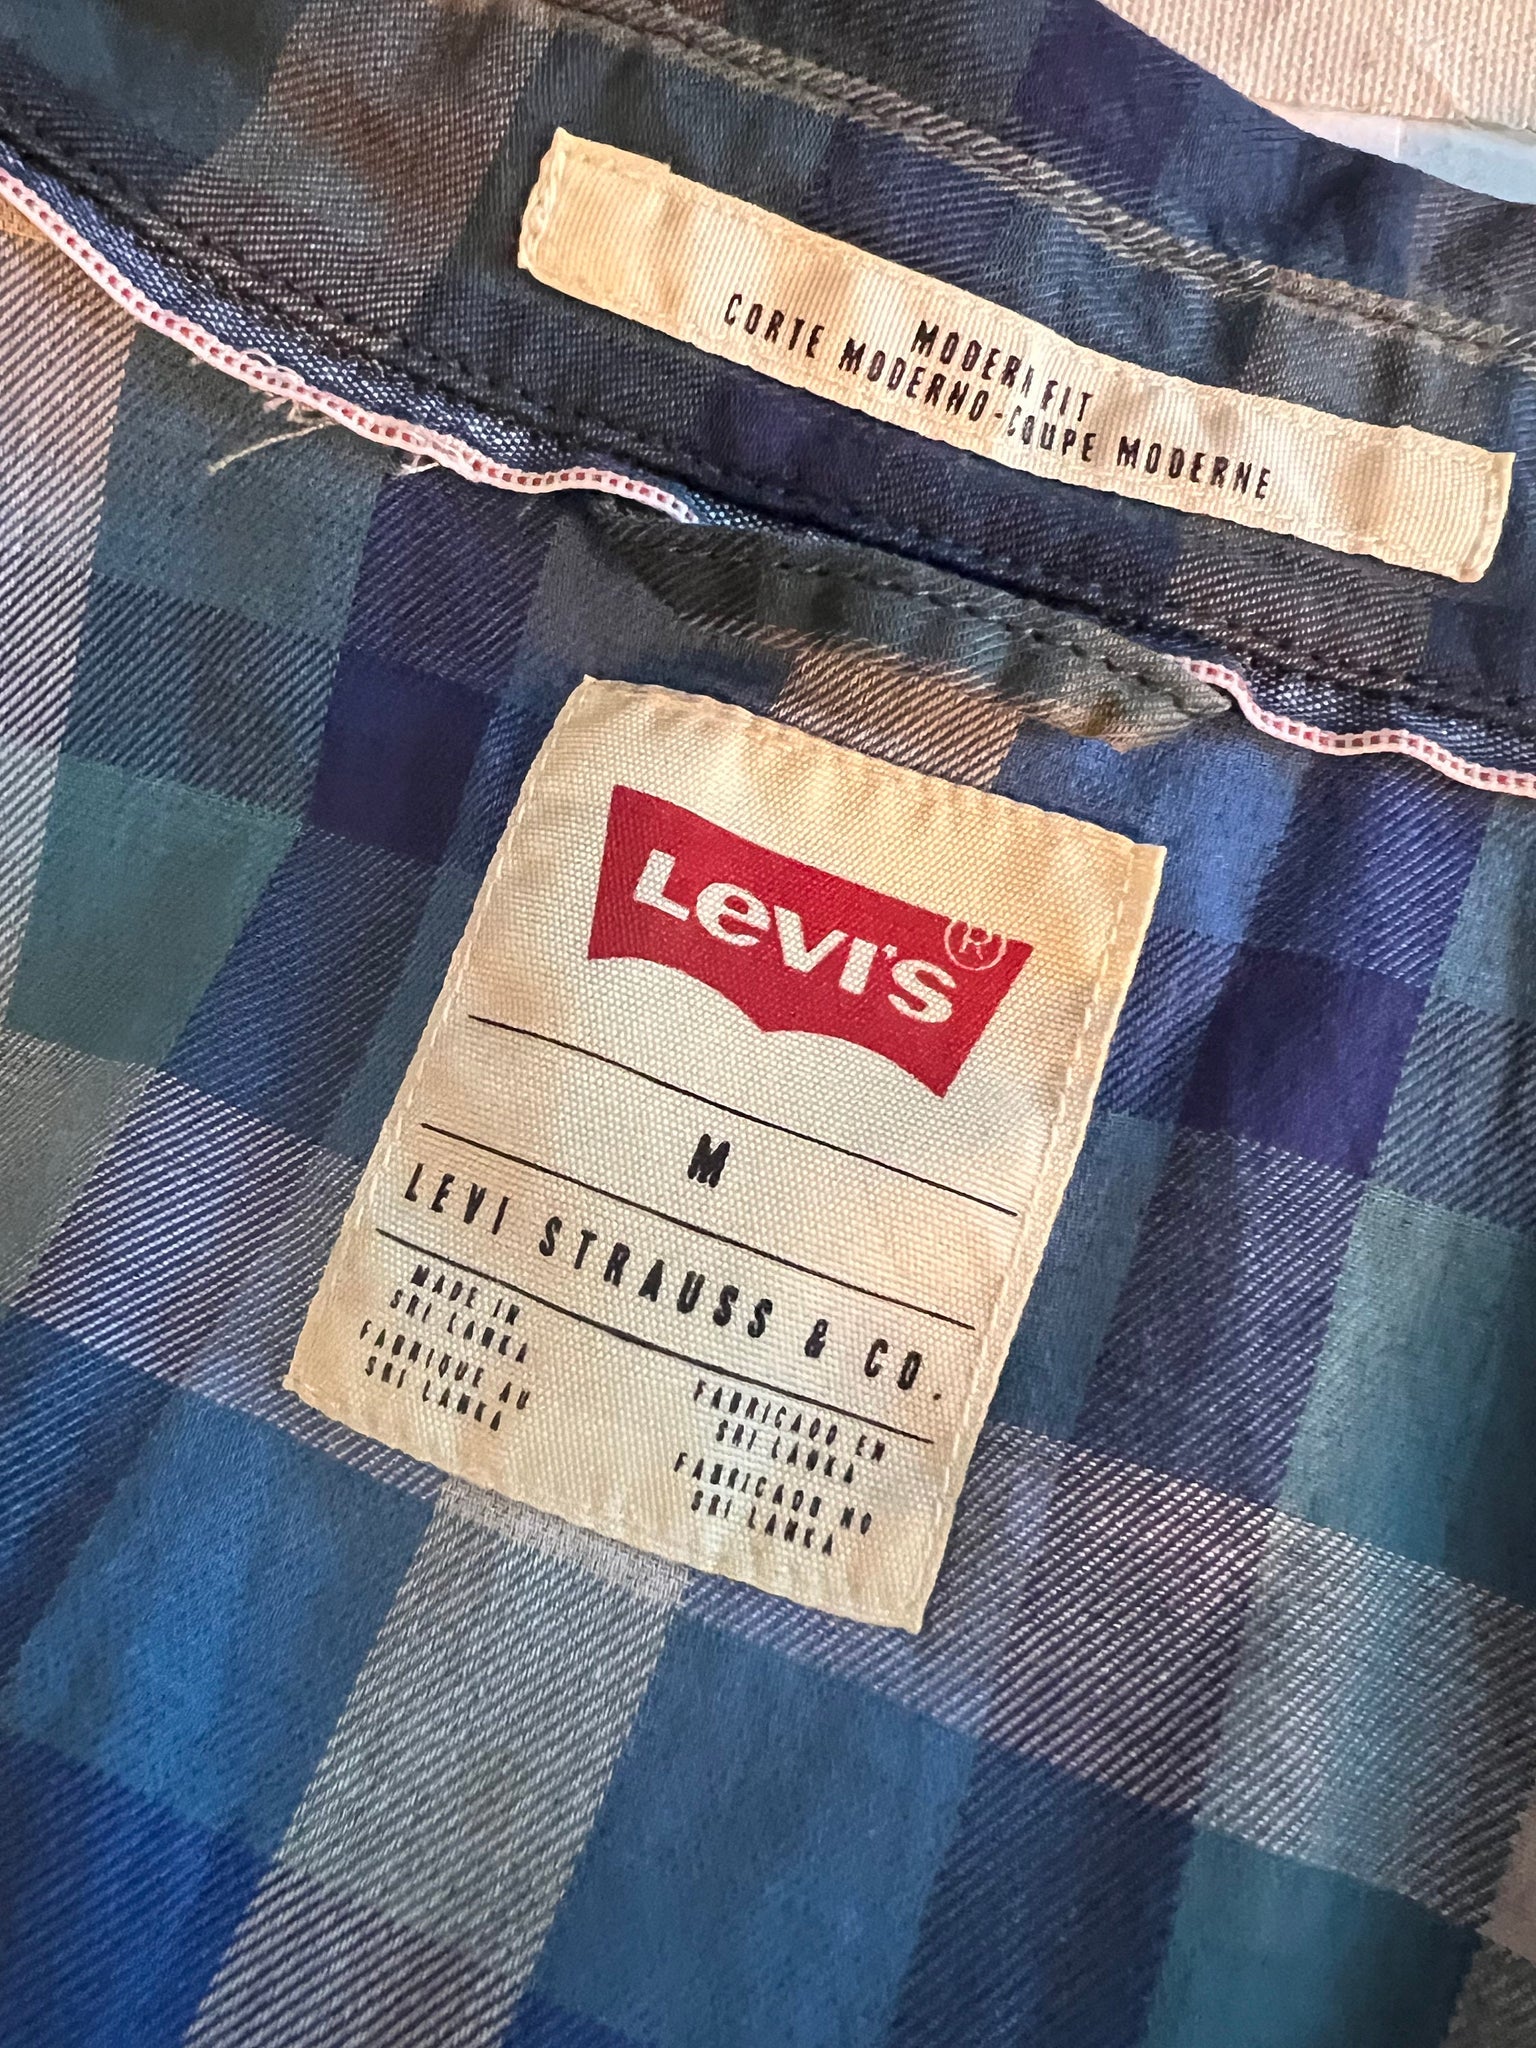 MODERN FIT
CORTE MODERNO-COUPE MODERNE
Levi's®
M
LEVI STRAUSS & CO.
MADE IN
SRI LANKA
FABRIQUE AU
SRI LANKA
FABRICADO EN
SRI LANKA
FABRICADO NO
SRI LANKA